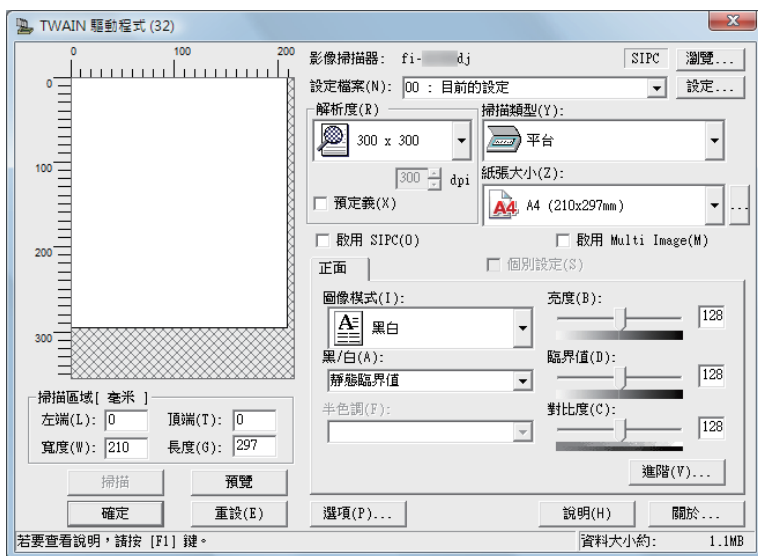 TWAIN 驅動程式 (32)
0 100 200
0
100
200
300
影像掃描器: fi- dj
SIPC
瀏覽...
設定檔案(N): 00 : 目前的設定
設定...
解析度(R)
300 x 300
300 dpi
預定義(X)
掃描類型(Y):
平台
紙張大小(Z):
A4 A4 (210x297mm)
...
啟用 SIPC(O)
啟用 Multi Image(M)
正面
個別設定(S)
圖像模式(I):
A 黑白
黑/白(A):
靜態臨界值
半色調(F):
亮度(B):
128
臨界值(D):
128
對比度(C):
128
進階(V)...
掃描區域[ 毫米 ]
左端(L): 0 頂端(T): 0
寬度(W): 210 長度(G): 297
掃描 預覽
確定 重設(E)
選項(P)... 說明(H) 關於...
若要查看說明,請按 [F1] 鍵。
資料大小約: 1.1MB